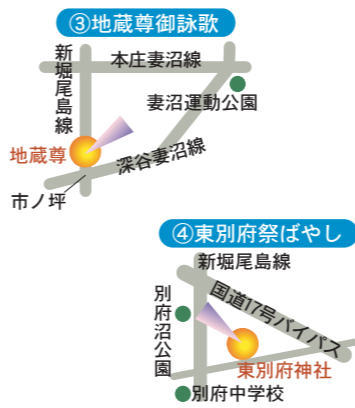 ③地蔵尊御詠歌
新堀尾島線
本庄妻沼線
妻沼運動公園
地蔵尊
深谷妻沼線
市ノ坪
④東別府祭ばやし
新堀尾島線
国道17号バイパス
別府沼公園
東別府神社
別府中学校